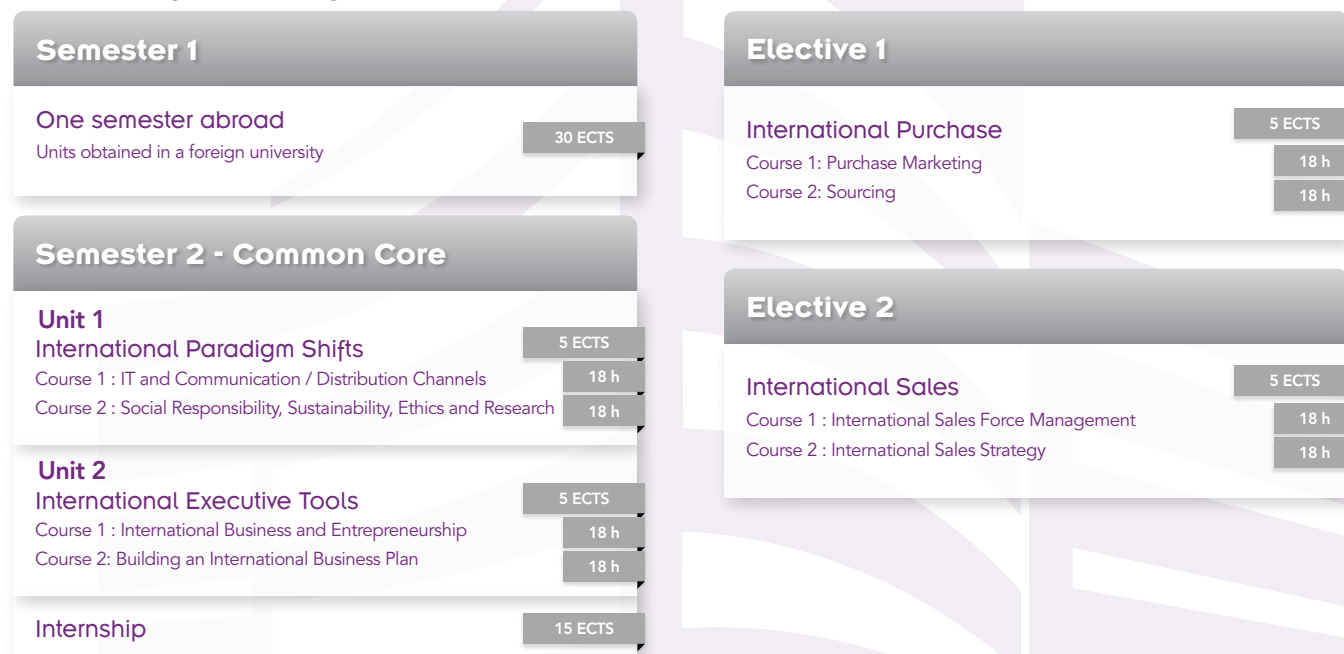 Semester 1
One semester abroad
Units obtained in a foreign university
30 ECTS
Semester 2 - Common Core
Unit 1
International Paradigm Shifts
5 ECTS
Course 1 : IT and Communication / Distribution Channels
18 h
Course 2 : Social Responsibility, Sustainability, Ethics and Research
18 h
Unit 2
International Executive Tools
5 ECTS
Course 1 : International Business and Entrepreneurship
18 h
Course 2: Building an International Business Plan
18 h
Internship
15 ECTS
Elective 1
International Purchase
5 ECTS
Course 1: Purchase Marketing
18 h
Course 2: Sourcing
18 h
Elective 2
International Sales
5 ECTS
Course 1 : International Sales Force Management
18 h
Course 2 : International Sales Strategy
18 h